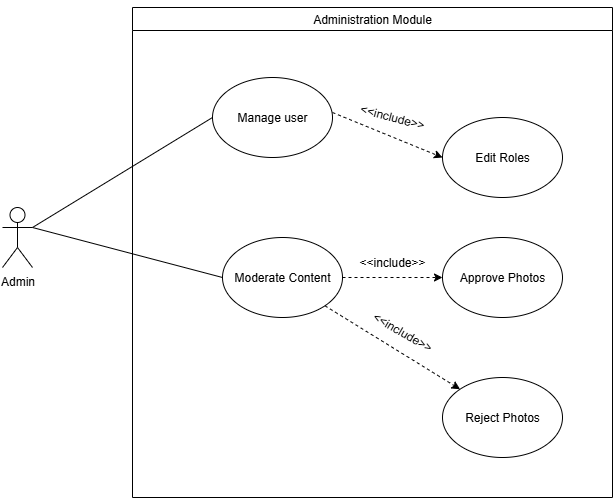 Administration Module
Manage user
<<include>>
Edit Roles
Admin
Moderate Content
<<include>>
Approve Photos
<<include>>
Reject Photos